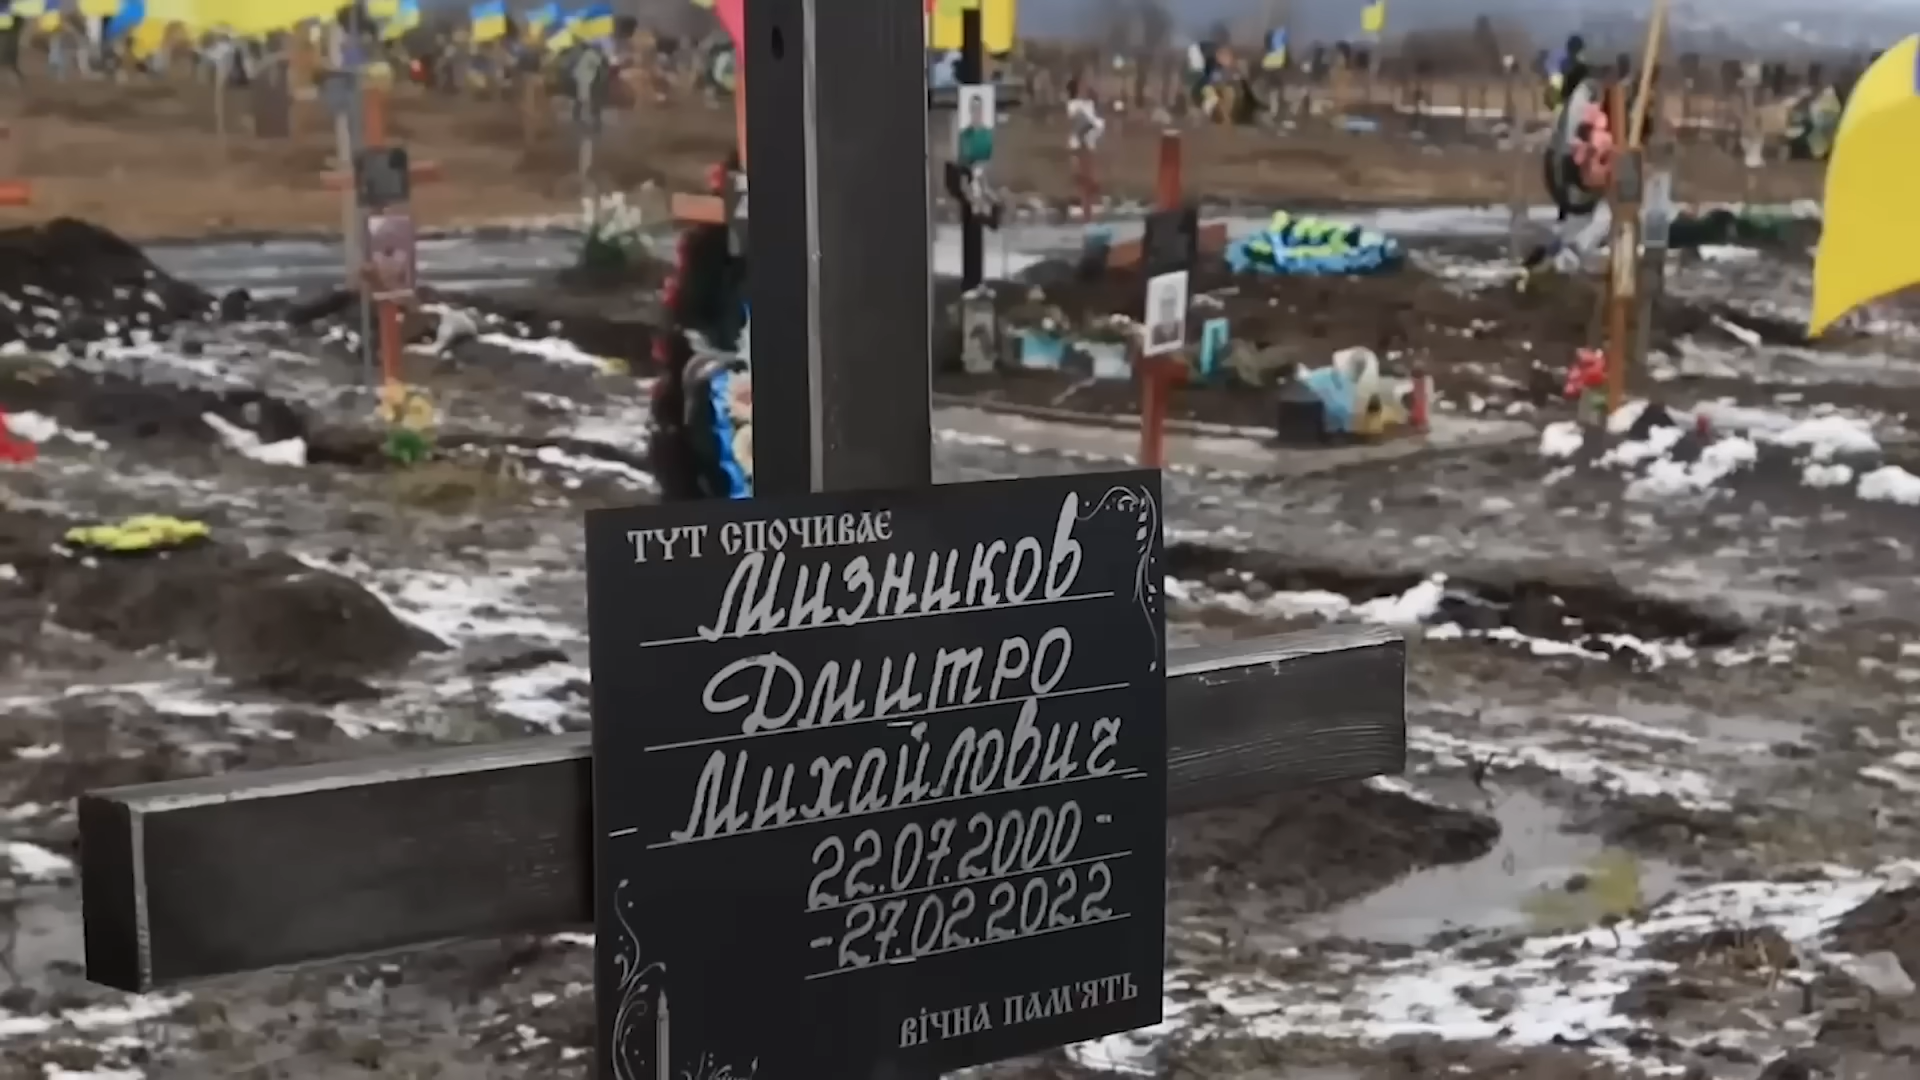 ТУТ СПОЧИВАЄ
Мизников
Дмитро
Михайлович
22.07.2000 -
- 27.02.2022
ВІЧНА ПАМ'ЯТЬ